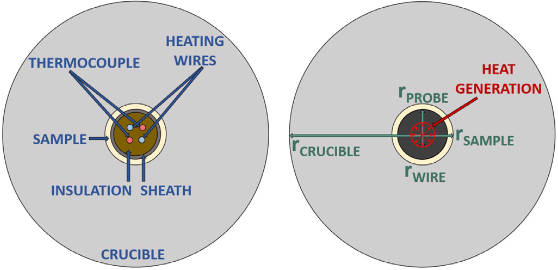 HEATING
WIRES
THERMOCOUPLE
SAMPLE
INSULATION SHEATH
CRUCIBLE
HEAT
GENERATION
rPROBE
rSAMPLE
rCRUCIBLE
rWIRE